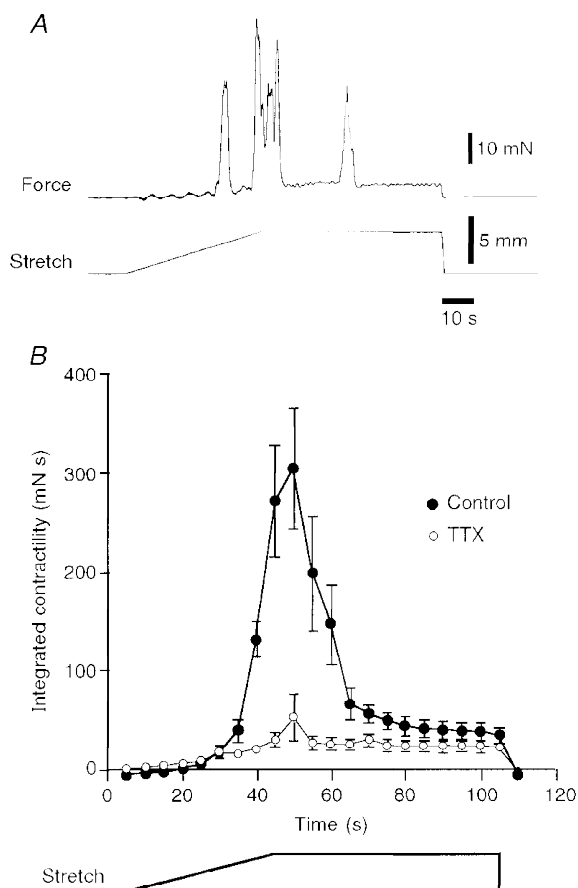 A
10 mN
Force
Stretch
5 mm
10 s
B
400
300
200
100
0
Integrated contractility (mN s)
Control
TTX
0 20 40 60 80 100 120
Time (s)
Stretch